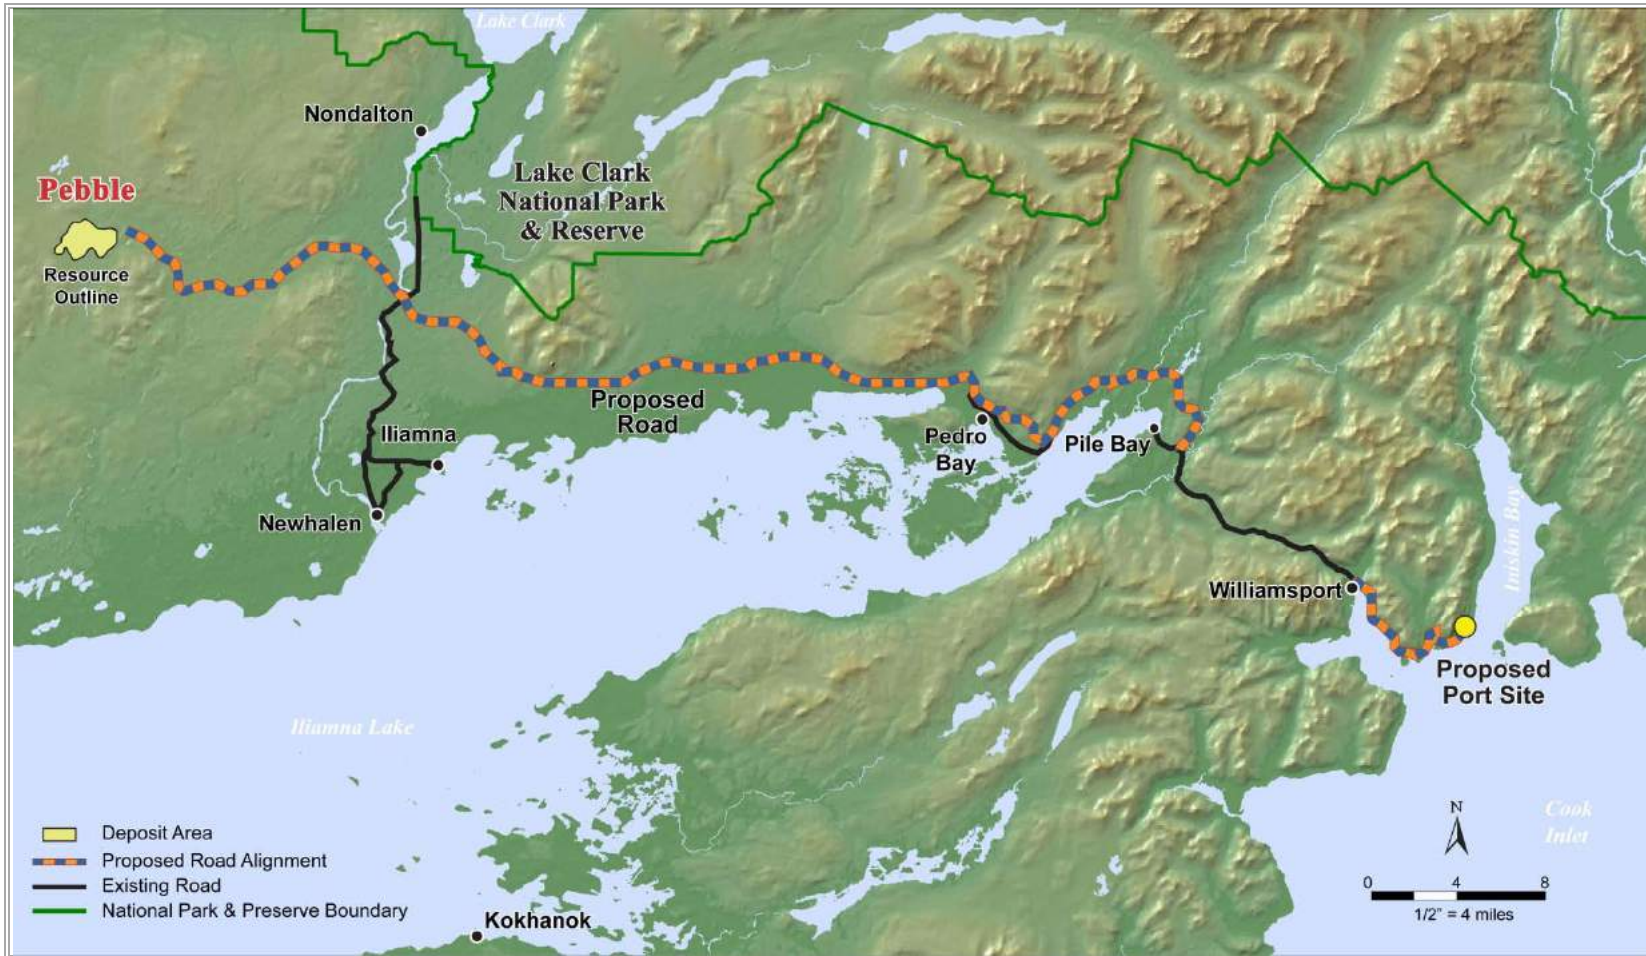 Lake Clark
Nondalton
Lake Clark
National Park
& Reserve
Pebble
Resource
Outline
Proposed
Road
Iliamna
Pedro
Bay
Pile Bay
Newhalen
Iniskin Bay
Williamsport
Proposed
Port Site
Iliamna Lake
Cook
Inlet
N
Deposit Area
Proposed Road Alignment
Existing Road
National Park & Preserve Boundary
0 4 8
1/2" = 4 miles
Kokhanok